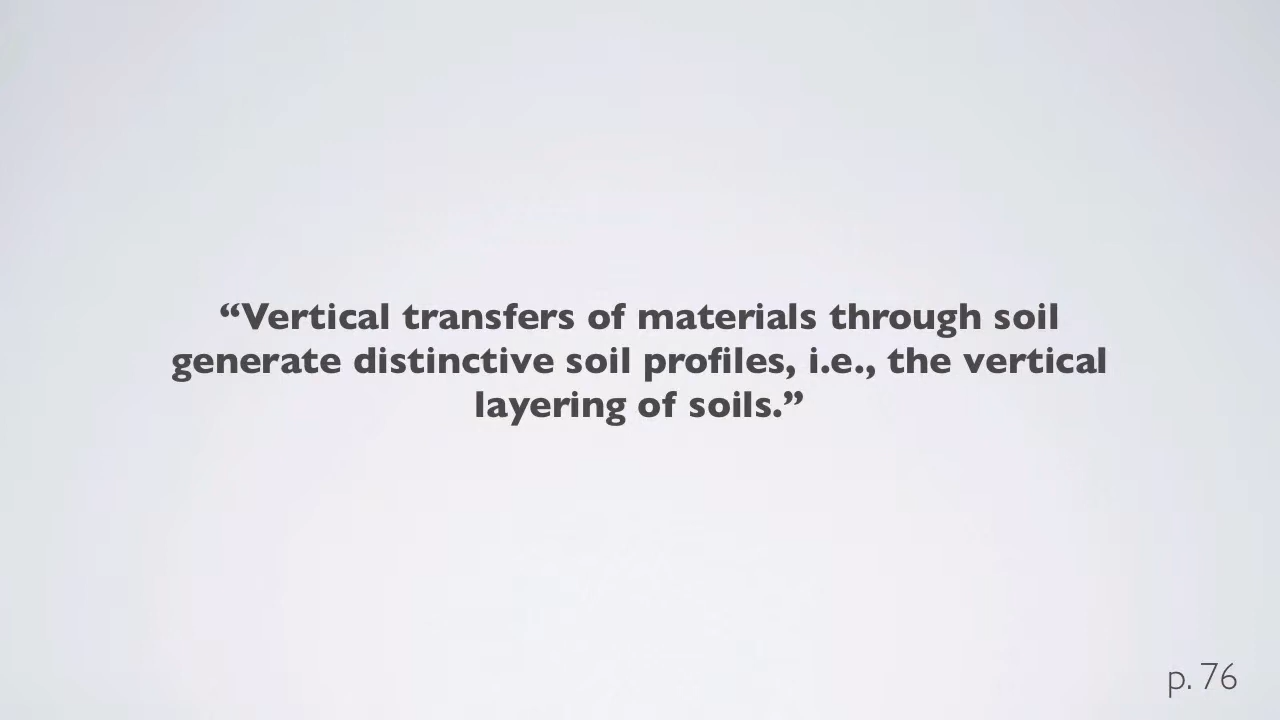 “Vertical transfers of materials through soil
generate distinctive soil profiles, i.e., the vertical
layering of soils.”
p. 76